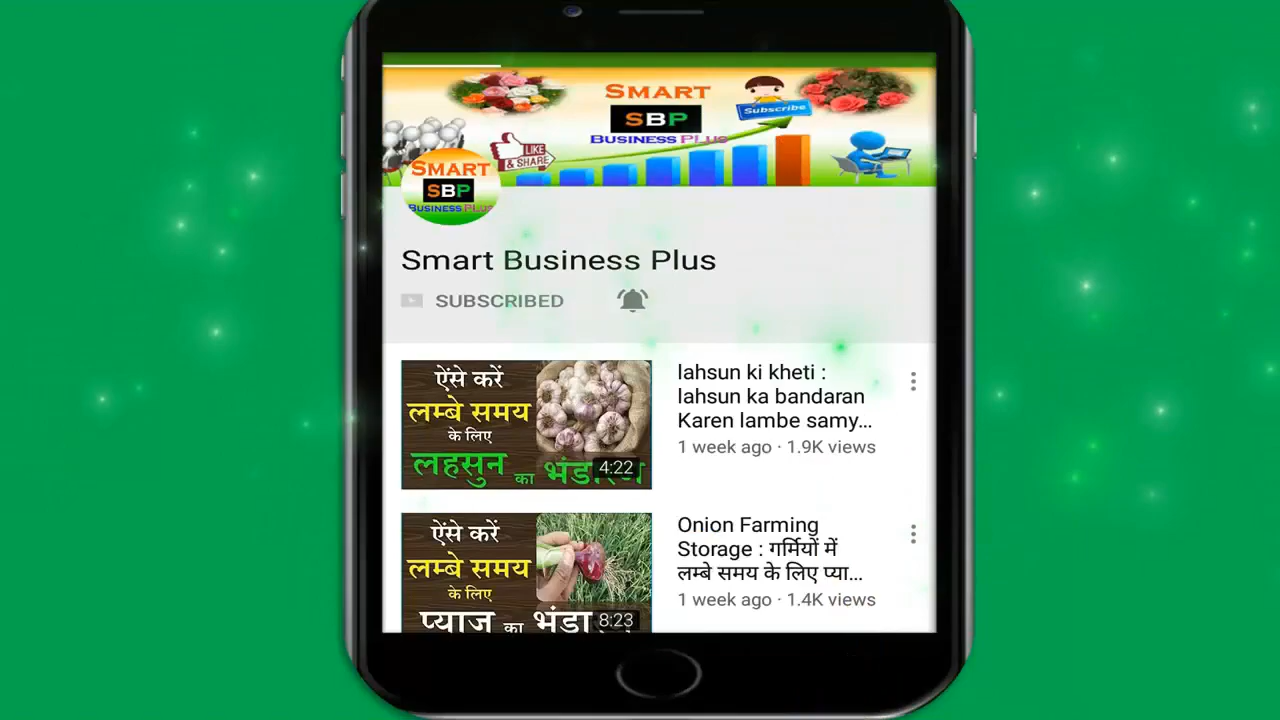 SMART
SBP
BUSINESS PLUS
Subscribe
LIKE
& SHARE
SMART
SBP
BUSINESS PLUS
Smart Business Plus
SUBSCRIBED
ऐंसे करें
लम्बे समय
के लिए
लहसुन का भंडारण
4:22
lahsun ki kheti :
lahsun ka bandaran
Karen lambe samy...
1 week ago · 1.9K views
ऐंसे करें
लम्बे समय
के लिए
प्याज का
8:23
Onion Farming
Storage : गर्मियों में
लम्बे समय के लिए प्या...
1 week ago · 1.4K views